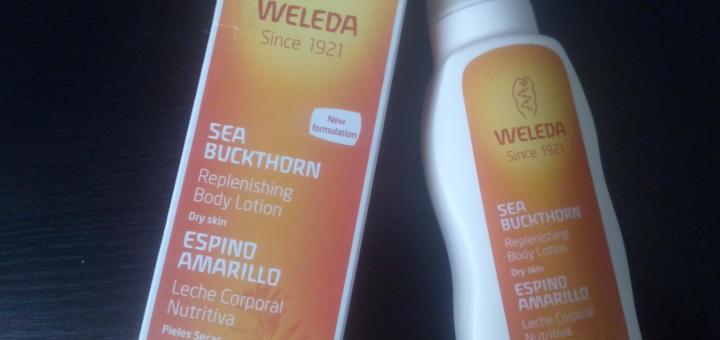 WELEDA
Since 1921
New
formulation
SEA
BUCKTHORN
Replenishing
Body Lotion
Dry skin
ESPINO
AMARILLO
Leche Corporal
Nutritiva
Pieles Secas
WELEDA
Since 1921
SEA
BUCKTHORN
Replenishing
Body Lotion
Dry skin
ESPINO
AMARILLO
Leche Corporal
Nutritiva